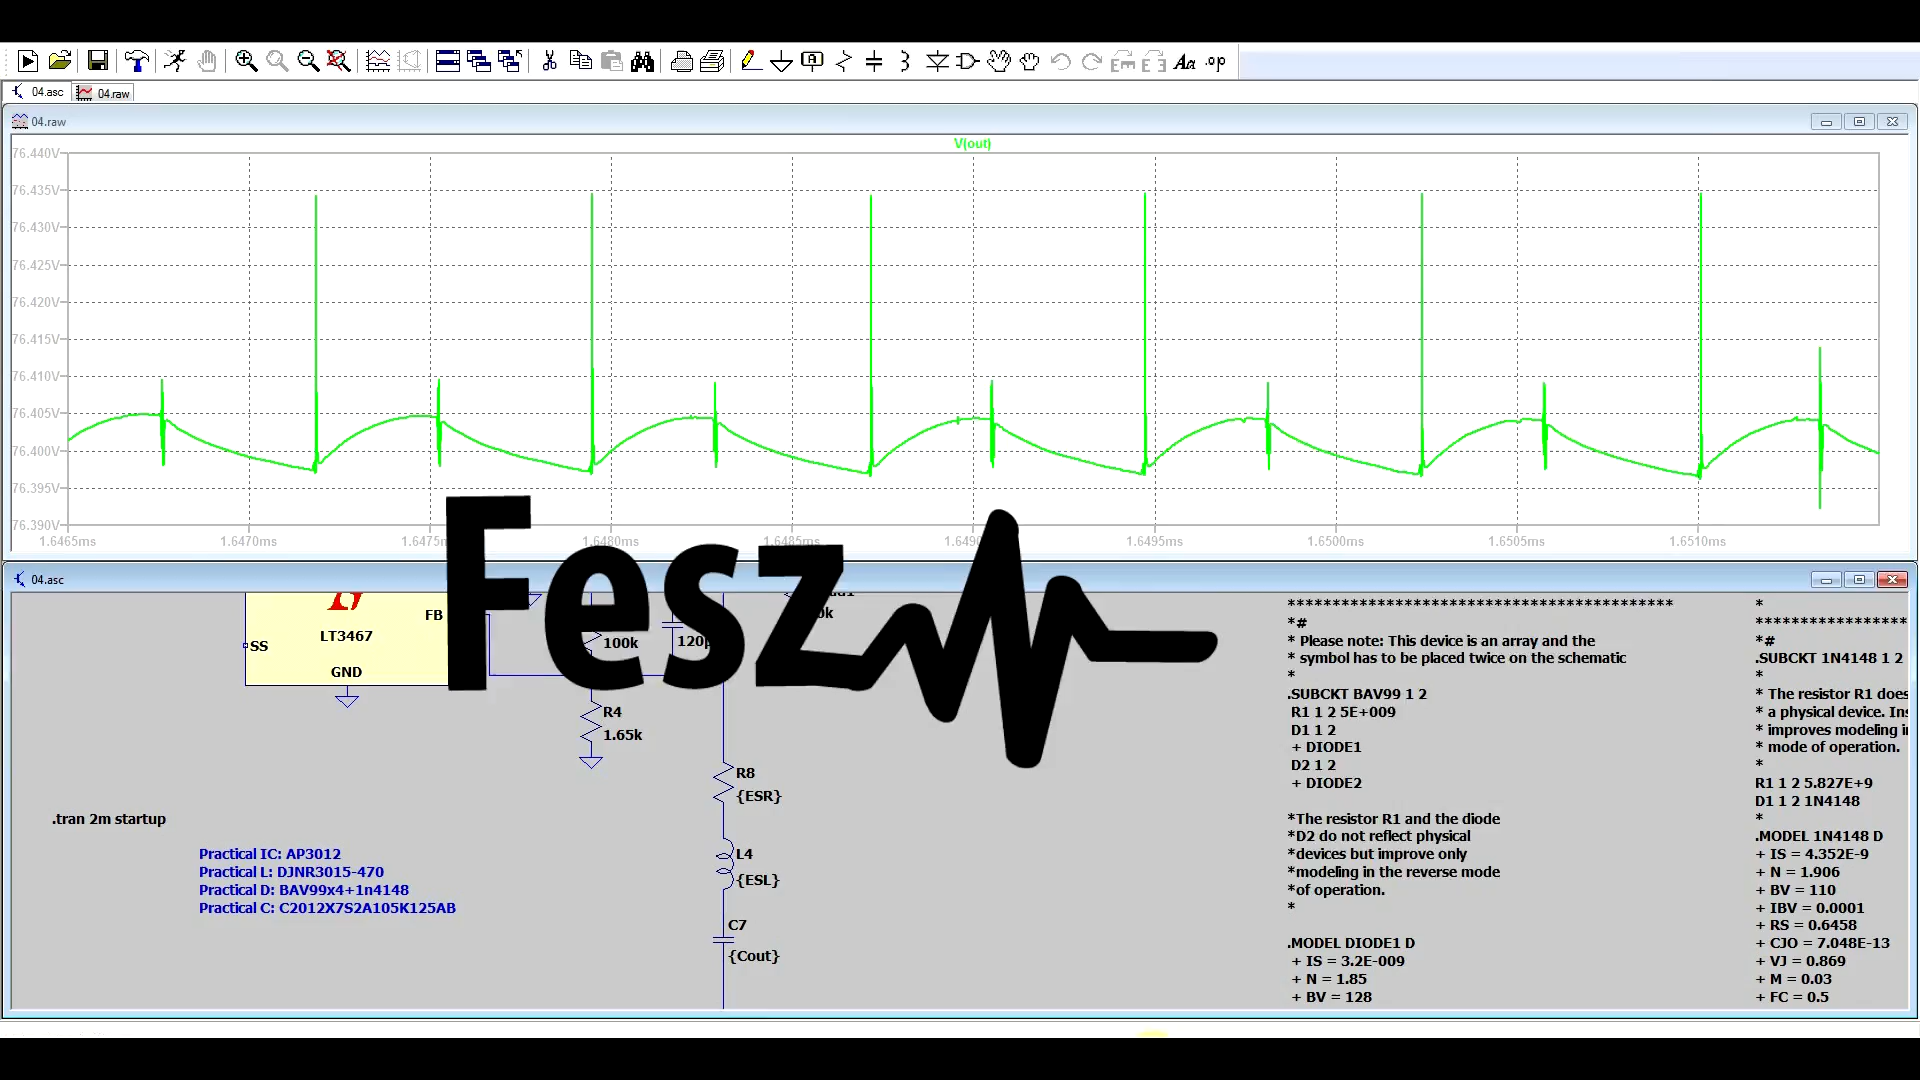 04.asc
04.raw
04.raw
V(out)
76.440V
76.435V
76.430V
76.425V
76.420V
76.415V
76.410V
76.405V
76.400V
76.395V
76.390V
1.6465ms
1.6470ms
1.6480ms
1.6485ms
1.6495ms
1.6500ms
1.6505ms
1.6510ms
Fesz
04.asc
FB
LT3467
SS
GND
100k
R4
1.65k
R8
{ESR}
L4
{ESL}
C7
{Cout}
.tran 2m startup
Practical IC: AP3012
Practical L: DJNR3015-470
Practical D: BAV99x4+1n4148
Practical C: C2012X7S2A105K125AB
*******************************************
*#
* Please note: This device is an array and the
* symbol has to be placed twice on the schematic
*
.SUBCKT BAV99 1 2
R1 1 2 5E+009
D1 1 2
+ DIODE1
D2 1 2
+ DIODE2
*The resistor R1 and the diode
*D2 do not reflect physical
*devices but improve only
*modeling in the reverse mode
*of operation.
*
.MODEL DIODE1 D
+ IS = 3.2E-009
+ N = 1.85
+ BV = 128
*
*****************
*#
.SUBCKT 1N4148 1 2
*
* The resistor R1 does
* a physical device.
* improves modeling
* mode of operation.
*
R1 1 2 5.827E+9
D1 1 2 1N4148
*
.MODEL 1N4148 D
+ IS = 4.352E-9
+ N = 1.906
+ BV = 110
+ IBV = 0.0001
+ RS = 0.6458
+ CJO = 7.048E-13
+ VJ = 0.869
+ M = 0.03
+ FC = 0.5